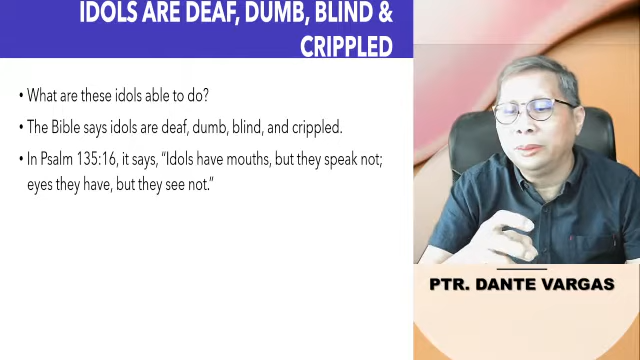 IDOLS ARE DEAF, DUMB, BLIND &
CRIPPLED
• What are these idols able to do?
• The Bible says idols are deaf, dumb, blind, and crippled.
• In Psalm 135:16, it says, “Idols have mouths, but they speak not;
eyes they have, but they see not.”
PTR. DANTE VARGAS